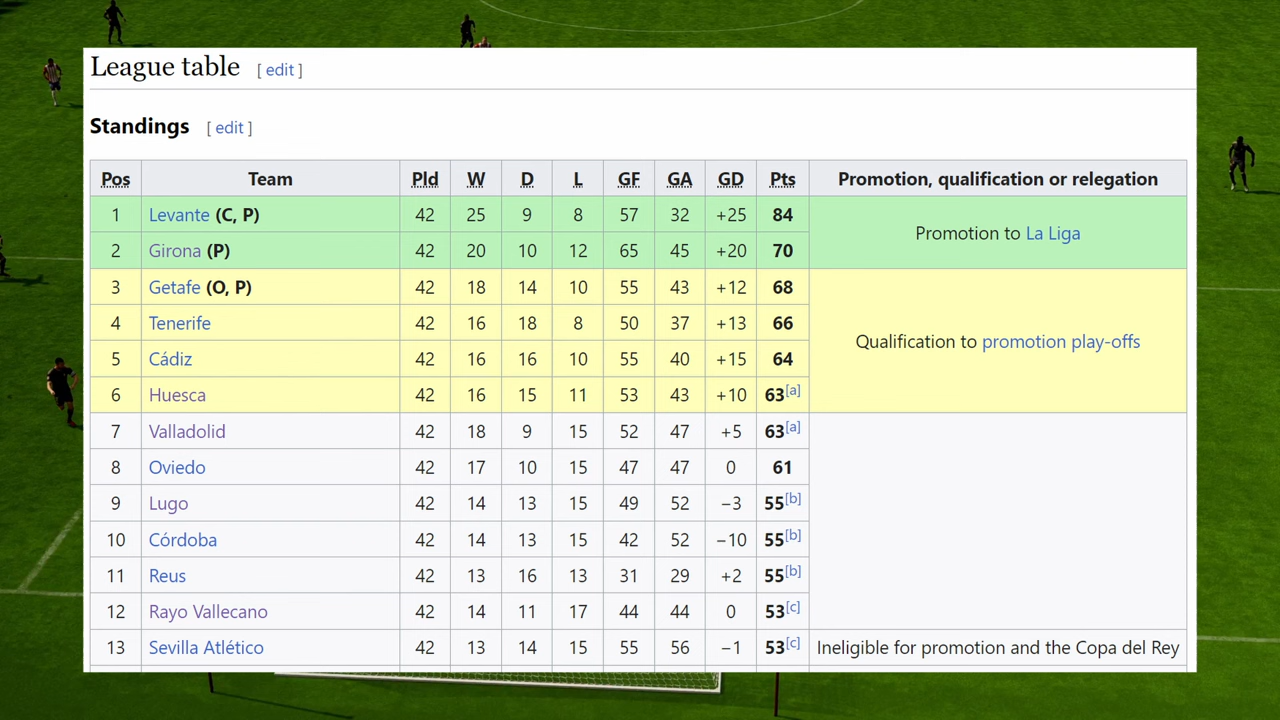 League table [ edit ]
Standings [ edit ]
Pos Team Pld W D L GF GA GD Pts Promotion, qualification or relegation
1 Levante (C, P) 42 25 9 8 57 32 +25 84 Promotion to La Liga
2 Girona (P) 42 20 10 12 65 45 +20 70
3 Getafe (O, P) 42 18 14 10 55 43 +12 68 Qualification to promotion play-offs
4 Tenerife 42 16 18 8 50 37 +13 66
5 Cádiz 42 16 16 10 55 40 +15 64
6 Huesca 42 16 15 11 53 43 +10 63[a]
7 Valladolid 42 18 9 15 52 47 +5 63[a]
8 Oviedo 42 17 10 15 47 47 0 61
9 Lugo 42 14 13 15 49 52 −3 55[b]
10 Córdoba 42 14 13 15 42 52 −10 55[b]
11 Reus 42 13 16 13 31 29 +2 55[b]
12 Rayo Vallecano 42 14 11 17 44 44 0 53[c]
13 Sevilla Atlético 42 13 14 15 55 56 −1 53[c] Ineligible for promotion and the Copa del Rey